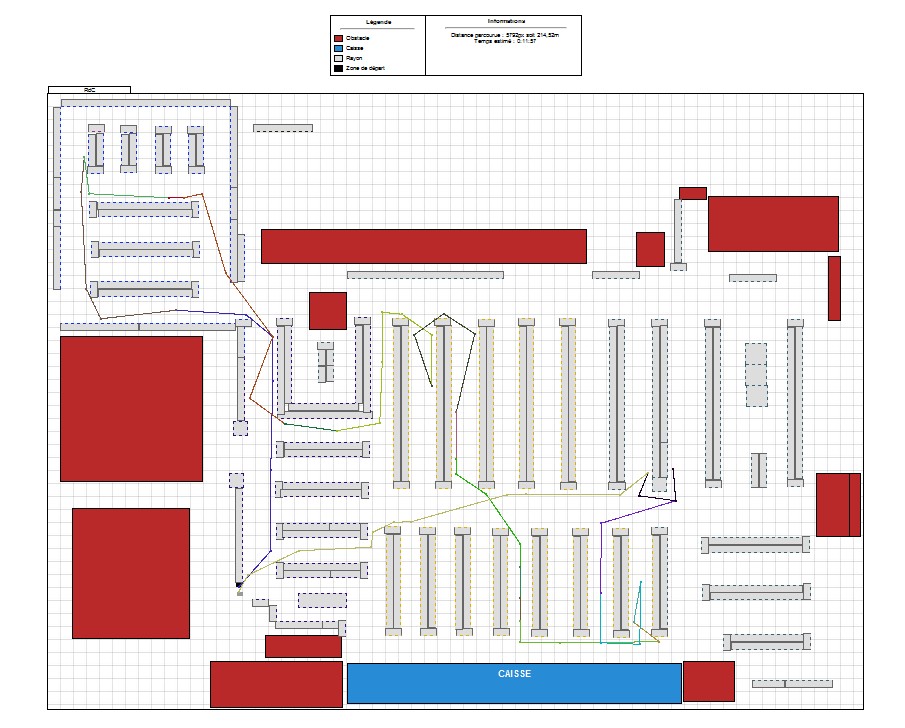 Légende
Obstacle
Caisse
Rayon
Zone de départ
Informations
Distance parcourue : 5792px soit 214,52m
Temps estimé : 0:11:57
RdC
CAISSE